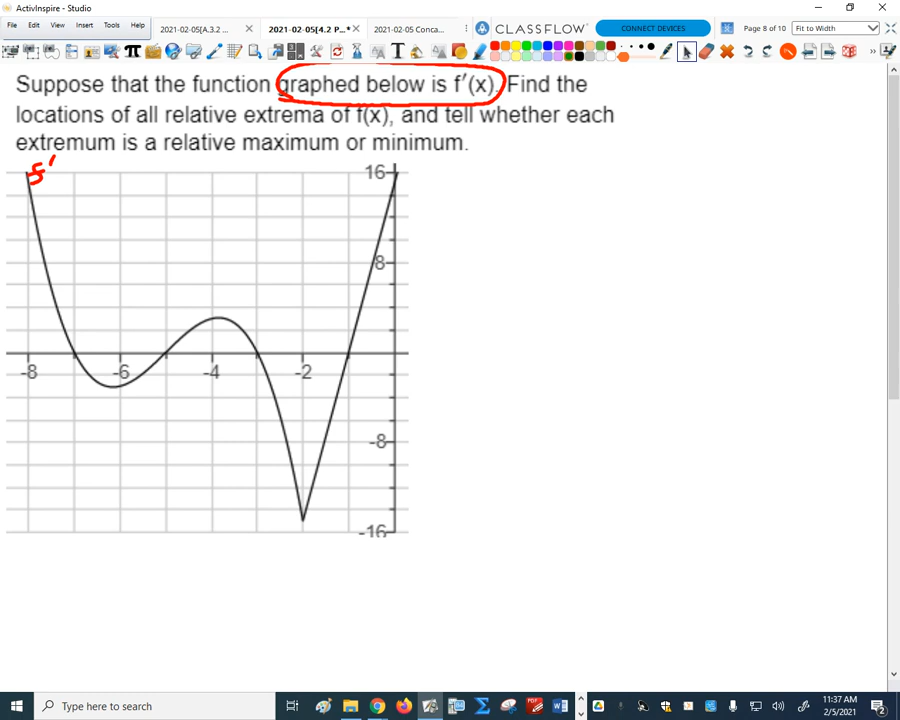 ActivInspire - Studio
File Edit View Insert Tools Help
2021-02-05[A.3.2 ...
2021-02-05[4.2 P...*
2021-02-05 Conca...
CLASSFLOW
CONNECT DEVICES
Page 8 of 10
Fit to Width
Suppose that the function graphed below is f′(x). Find the
locations of all relative extrema of f(x), and tell whether each
extremum is a relative maximum or minimum.
f′
16
8
-8 -6 -4 -2
-8
-16
Type here to search
11:37 AM
2/5/2021
2